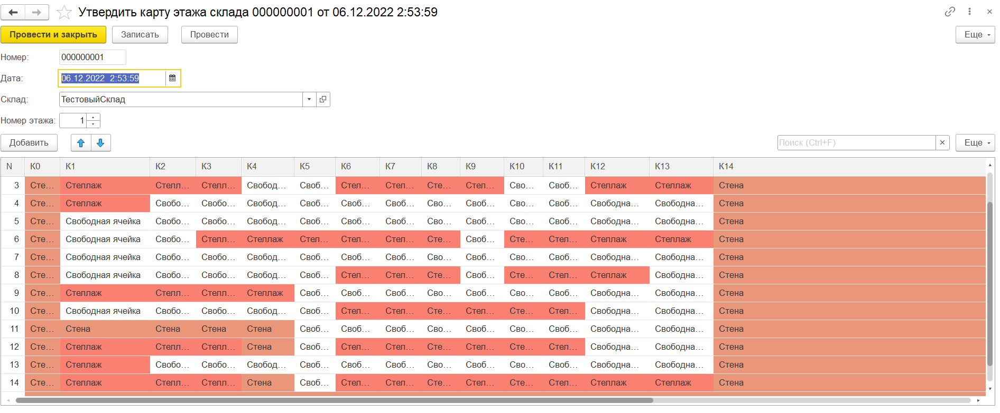 Утвердить карту этажа склада 000000001 от 06.12.2022 2:53:59
Провести и закрыть Записать Провести Еще
Номер: 000000001
Дата: 06.12.2022 2:53:59
Склад: ТестовыйСклад
Номер этажа: 1
Добавить Поиск (Ctrl+F) × Еще
N К0 К1 К2 К3 К4 К5 К6 К7 К8 К9 К10 К11 К12 К13 К14
3 Сте... Стеллаж Стелл... Стелл... Свобод... Своб... Стел... Стел... Сте... Стел... Сво... Своб... Стеллаж Стеллаж Стена
4 Сте... Стеллаж Свобо... Свобо... Свобод... Своб... Своб... Своб... Сво... Своб... Сво... Своб... Свободна... Свободна... Стена
5 Сте... Свободная ячейка Свобо... Свобо... Свобод... Своб... Своб... Своб... Сво... Своб... Сво... Своб... Свободна... Свободна... Стена
6 Сте... Свободная ячейка Свобо... Стелл... Стеллаж Стел... Стел... Стел... Сте... Своб... Сте... Стел... Стеллаж Стеллаж Стена
7 Сте... Свободная ячейка Свобо... Свобо... Свобод... Своб... Своб... Своб... Сво... Своб... Сво... Своб... Свободна... Свободна... Стена
8 Сте... Свободная ячейка Свобо... Свобо... Свобод... Своб... Стел... Стел... Сте... Своб... Сте... Стел... Стеллаж Свободна... Стена
9 Сте... Стеллаж Стелл... Стелл... Стеллаж Своб... Своб... Своб... Сво... Своб... Сво... Своб... Свободна... Свободна... Стена
10 Сте... Свободная ячейка Свобо... Свобо... Свобод... Своб... Стел... Стел... Сте... Стел... Сте... Стел... Свободна... Свободна... Стена
11 Сте... Стена Стена Стена Стена Своб... Своб... Своб... Сво... Своб... Сво... Своб... Свободна... Свободна... Стена
12 Сте... Стеллаж Стелл... Стелл... Стена Своб... Стел... Стел... Сте... Стел... Сте... Стел... Свободна... Свободна... Стена
13 Сте... Стеллаж Свобо... Свобо... Свобод... Своб... Своб... Своб... Сво... Своб... Сво... Своб... Свободна... Свободна... Стена
14 Сте... Стеллаж Стелл... Стелл... Стена Своб... Стел... Стел... Сте... Стел... Сте... Стел... Стеллаж Стеллаж Стена